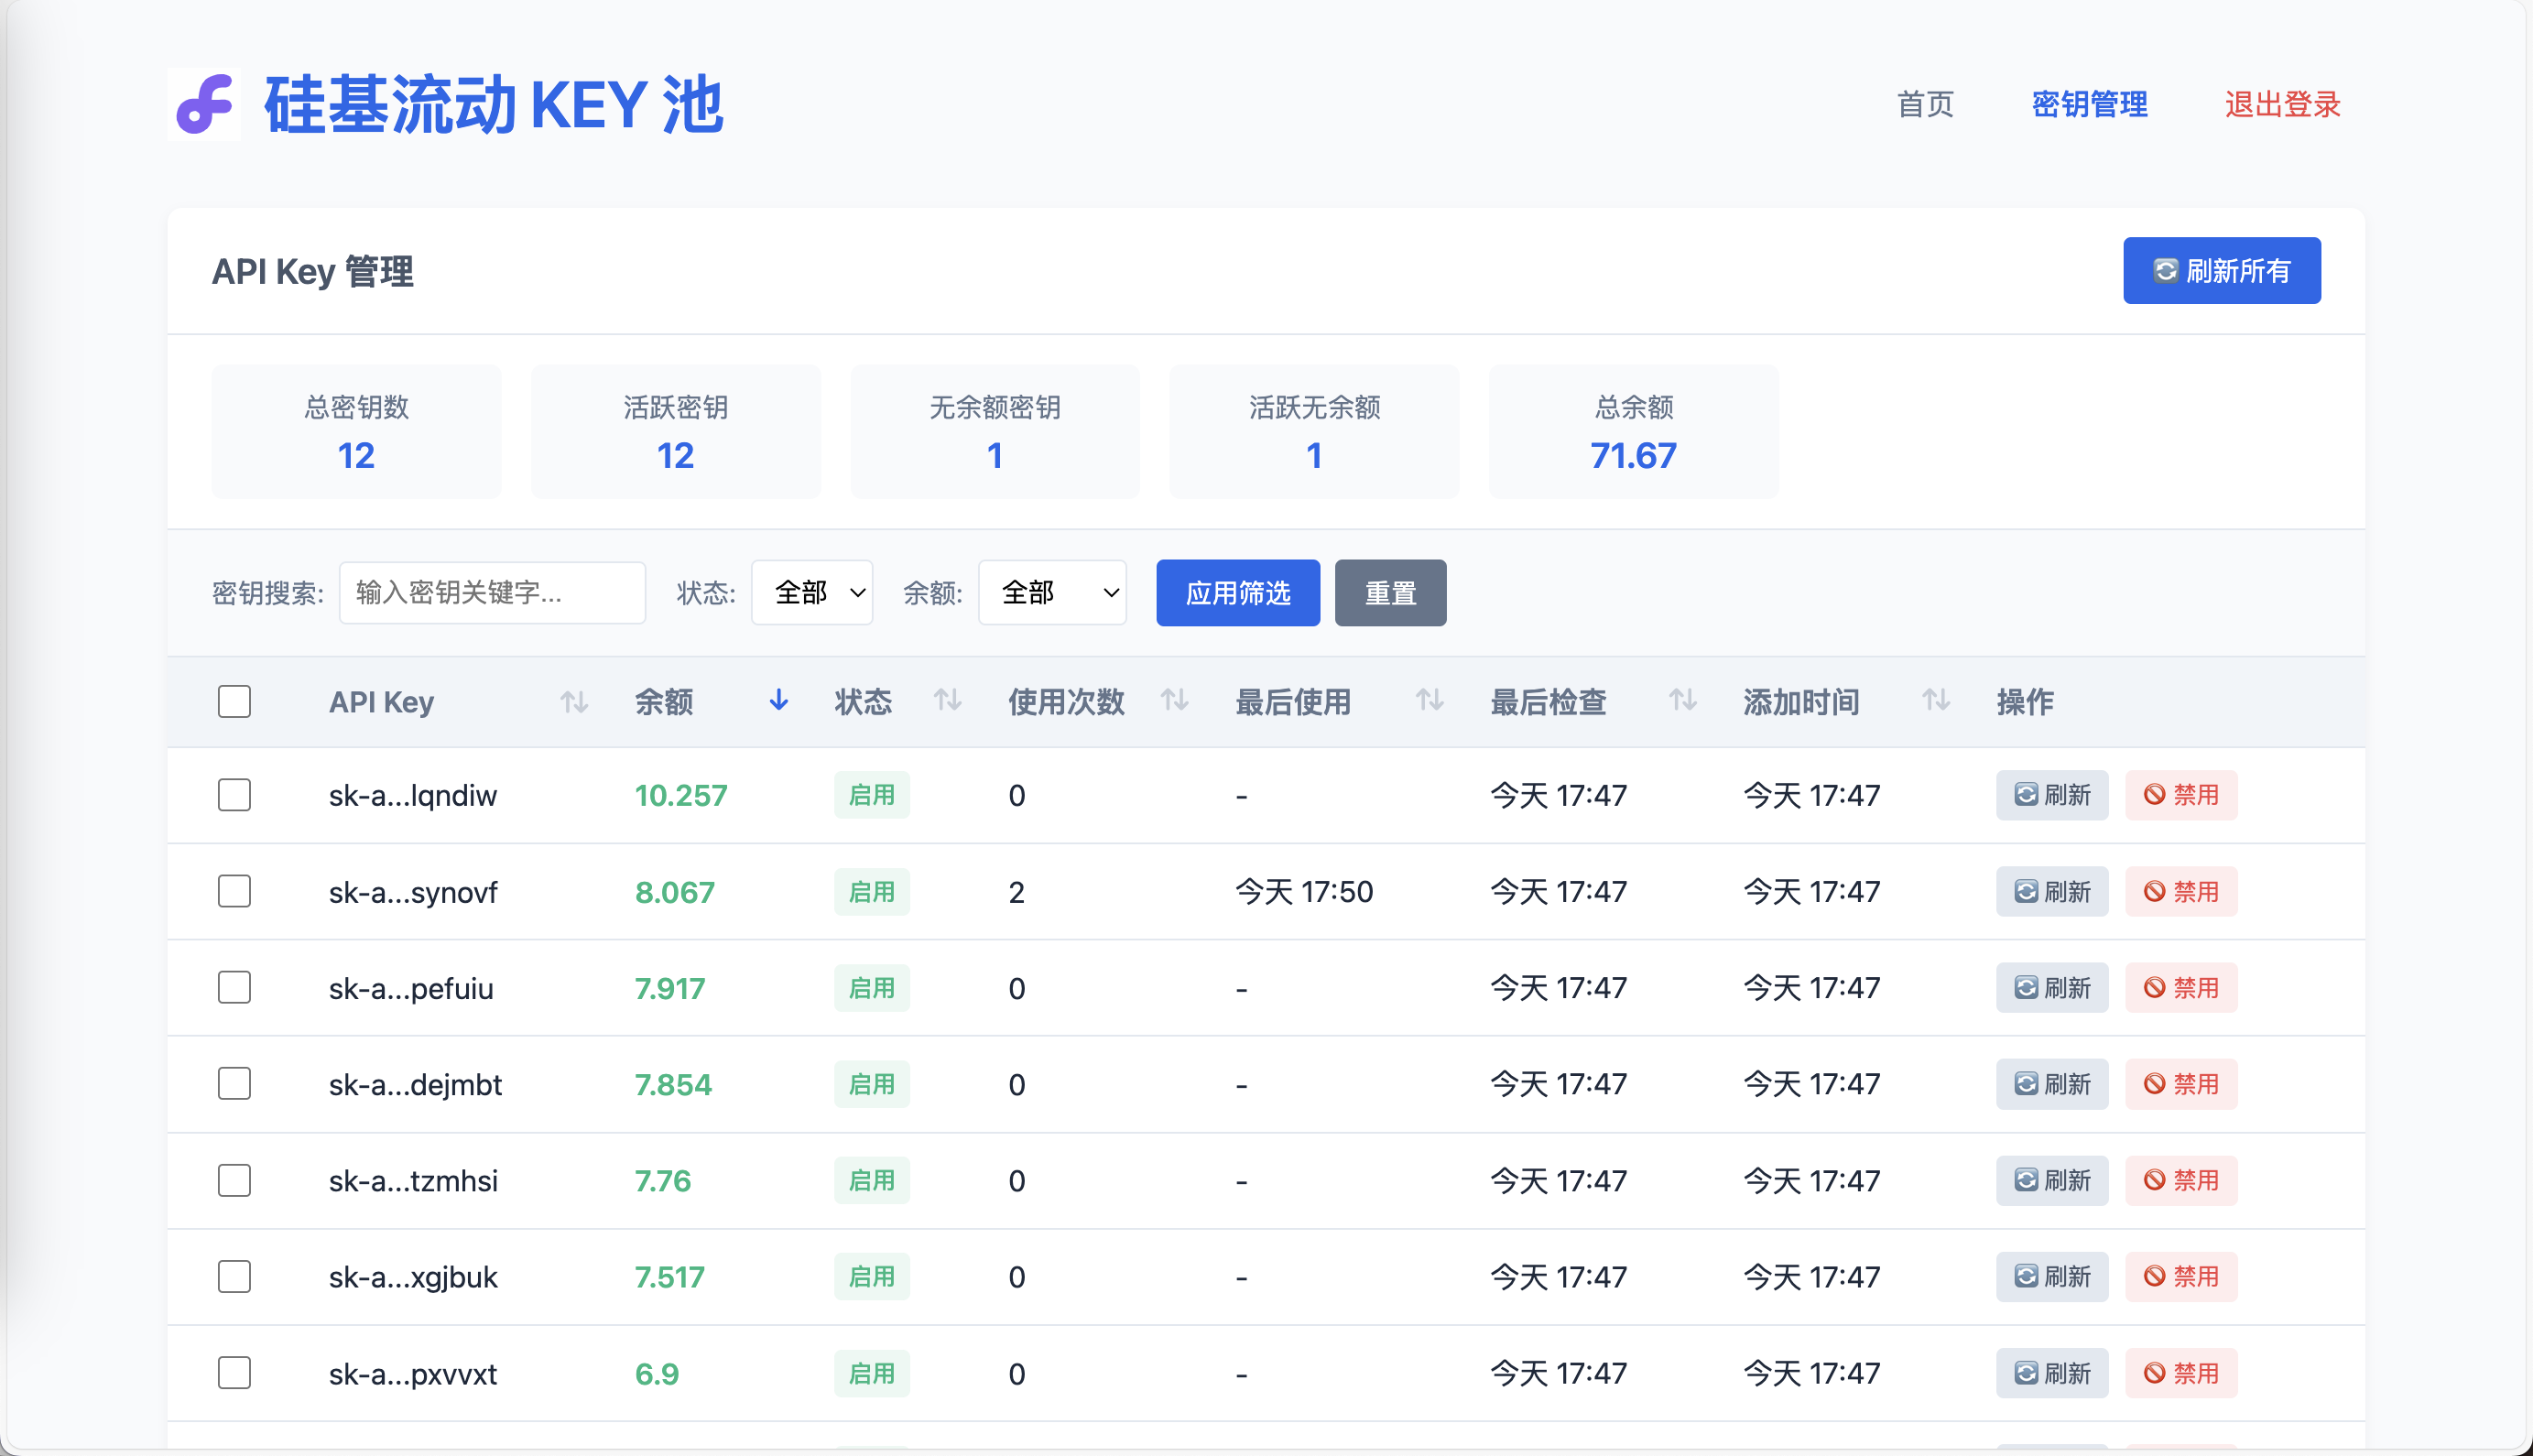 硅基流动 KEY 池
首页 密钥管理 退出登录
API Key 管理
刷新所有
总密钥数 活跃密钥 无余额密钥 活跃无余额 总余额
12 12 1 1 71.67
密钥搜索: 输入密钥关键字... 状态: 全部 余额: 全部 应用筛选 重置
API Key 余额 状态 使用次数 最后使用 最后检查 添加时间 操作
sk-a...lqndiw 10.257 启用 0 - 今天 17:47 今天 17:47 刷新 禁用
sk-a...synovf 8.067 启用 2 今天 17:50 今天 17:47 今天 17:47 刷新 禁用
sk-a...pefuiu 7.917 启用 0 - 今天 17:47 今天 17:47 刷新 禁用
sk-a...dejmbt 7.854 启用 0 - 今天 17:47 今天 17:47 刷新 禁用
sk-a...tzmhsi 7.76 启用 0 - 今天 17:47 今天 17:47 刷新 禁用
sk-a...xgjbuk 7.517 启用 0 - 今天 17:47 今天 17:47 刷新 禁用
sk-a...pxvvxt 6.9 启用 0 - 今天 17:47 今天 17:47 刷新 禁用